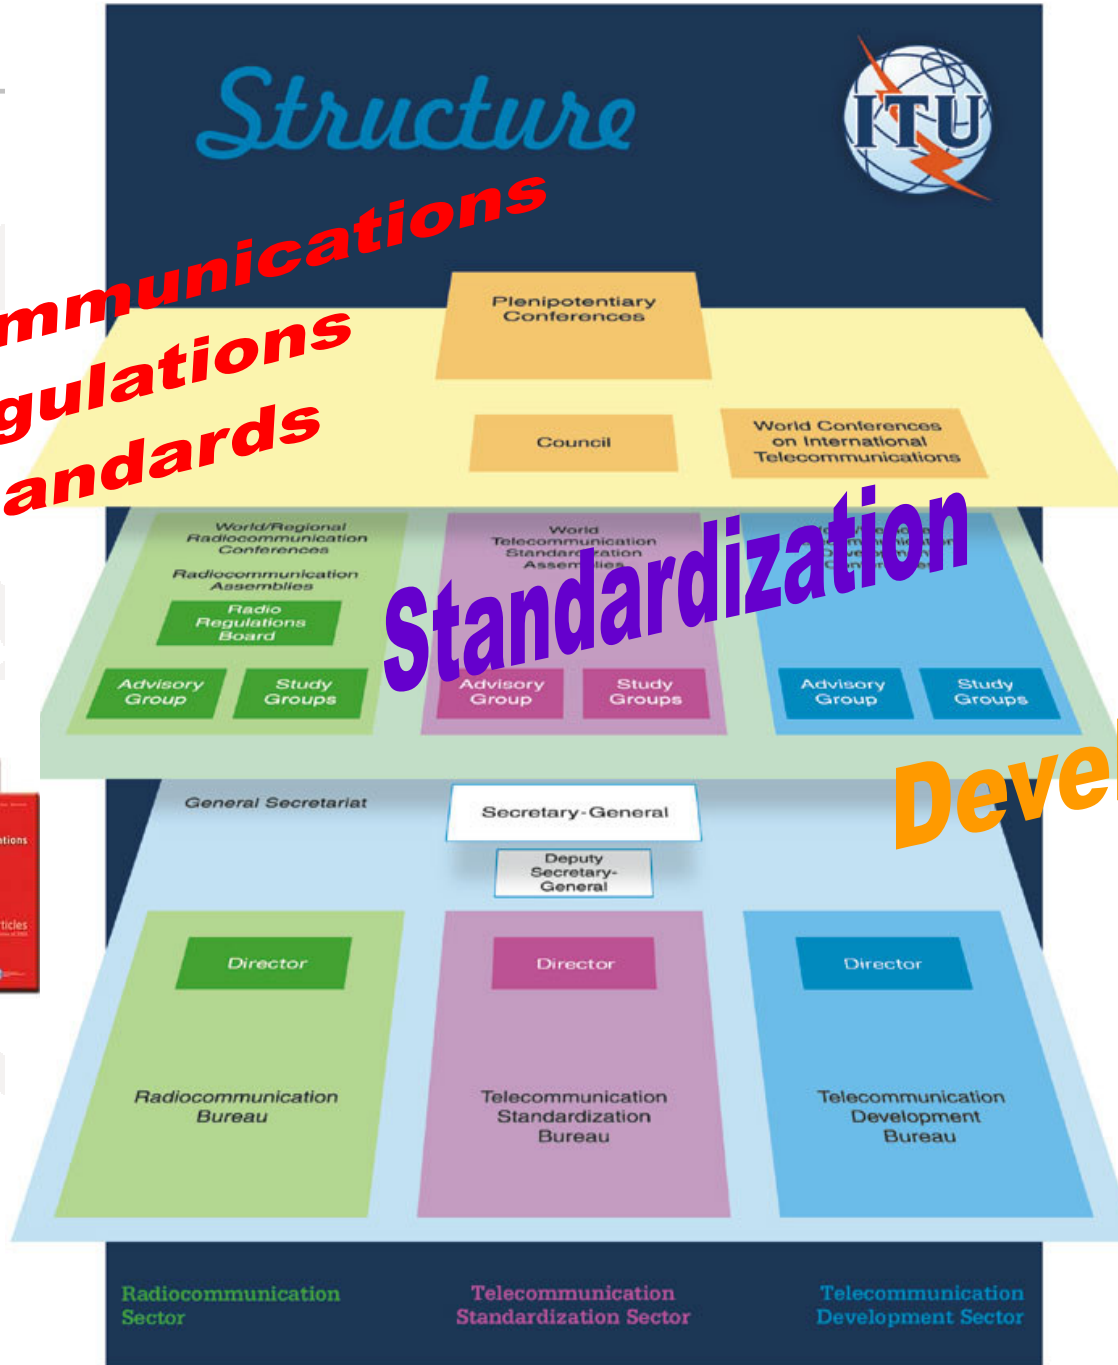 Structure
ITU
mmunications
gulations
andards
Plenipotentiary
Conferences
Council
World Conferences
on International
Telecommunications
World/Regional
Radiocommunication
Conferences
Radiocommunication
Assemblies
Radio
Regulations
Board
Advisory
Group
Study
Groups
World
Telecommunication
Standardization
Assemblies
Standardization
Advisory
Group
Study
Groups
Advisory
Group
Study
Groups
Deve
General Secretariat
Secretary-General
Deputy
Secretary-
General
ations
rticles
Director
Director
Director
Radiocommunication
Bureau
Telecommunication
Standardization
Bureau
Telecommunication
Development
Bureau
Radiocommunication
Sector
Telecommunication
Standardization Sector
Telecommunication
Development Sector